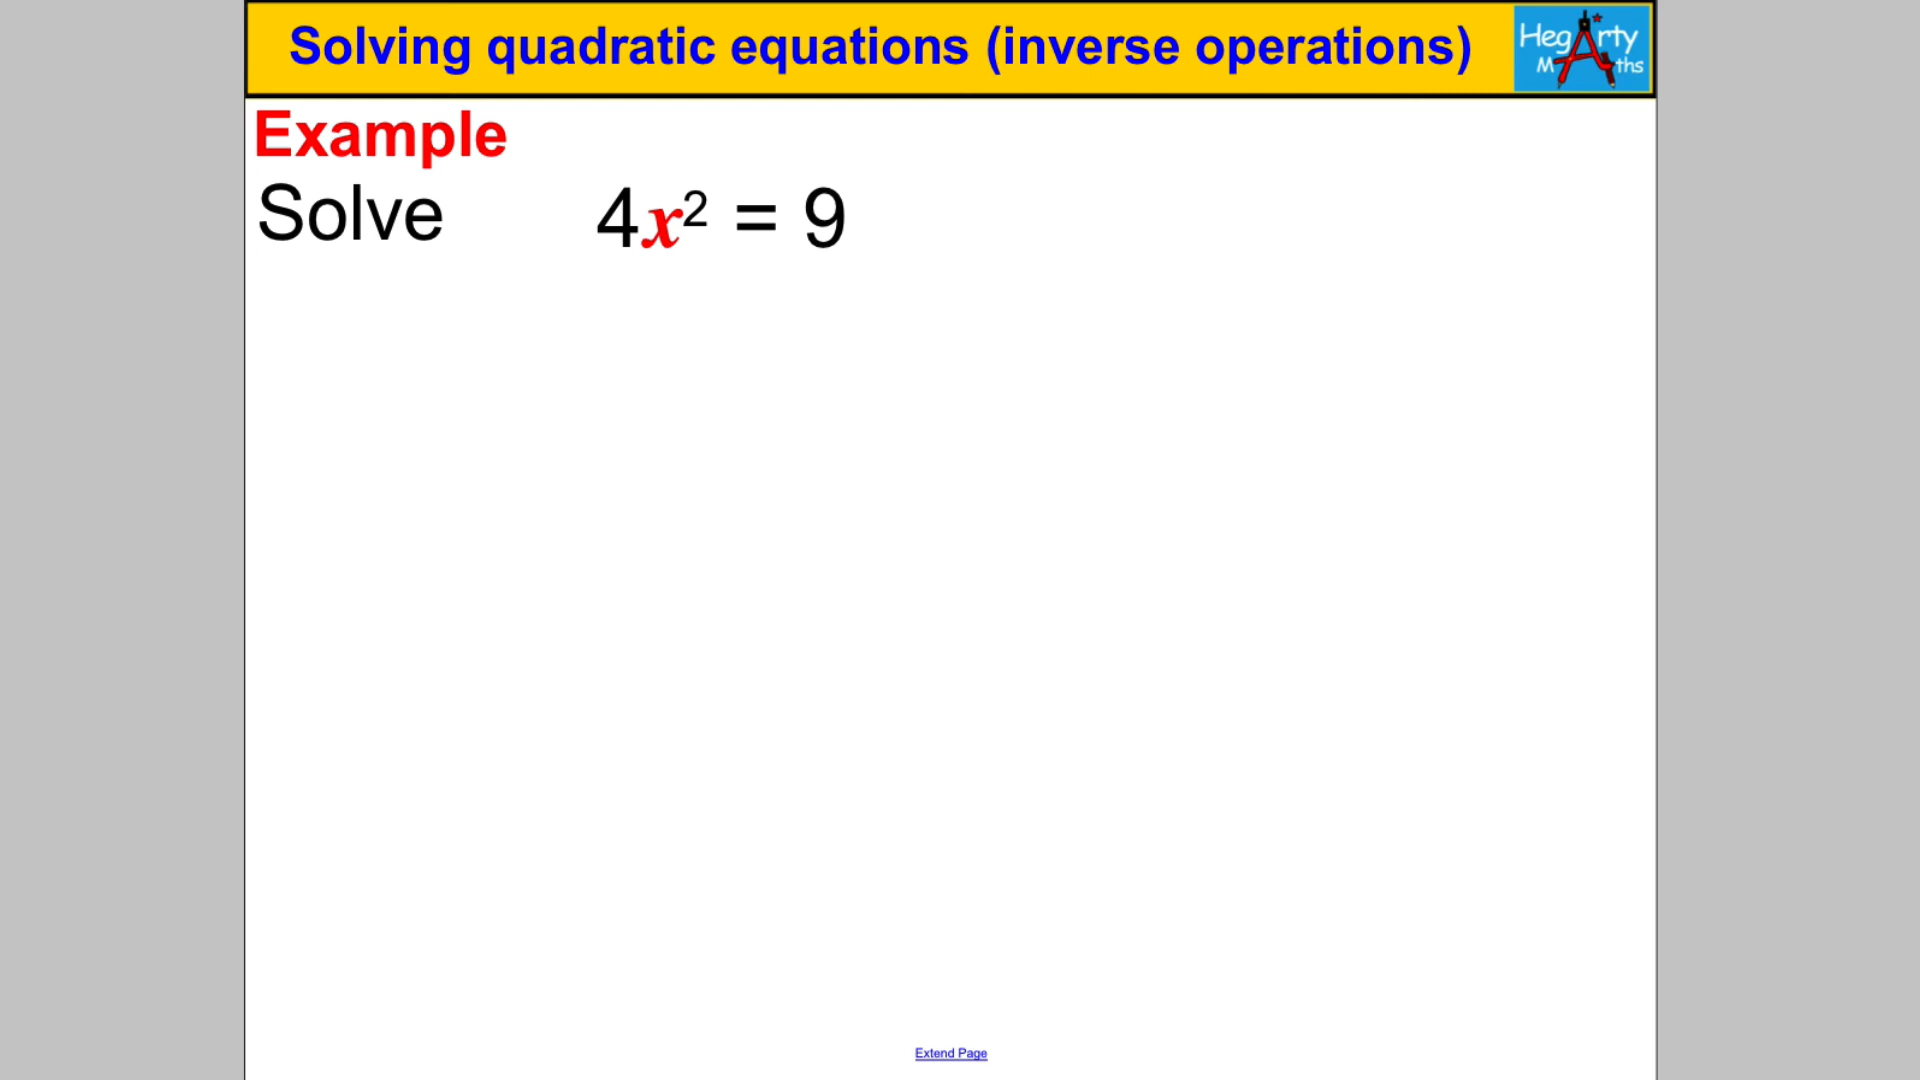 Solving quadratic equations (inverse operations)
HegArty
Maths
Example
Solve 4x² = 9
Extend Page